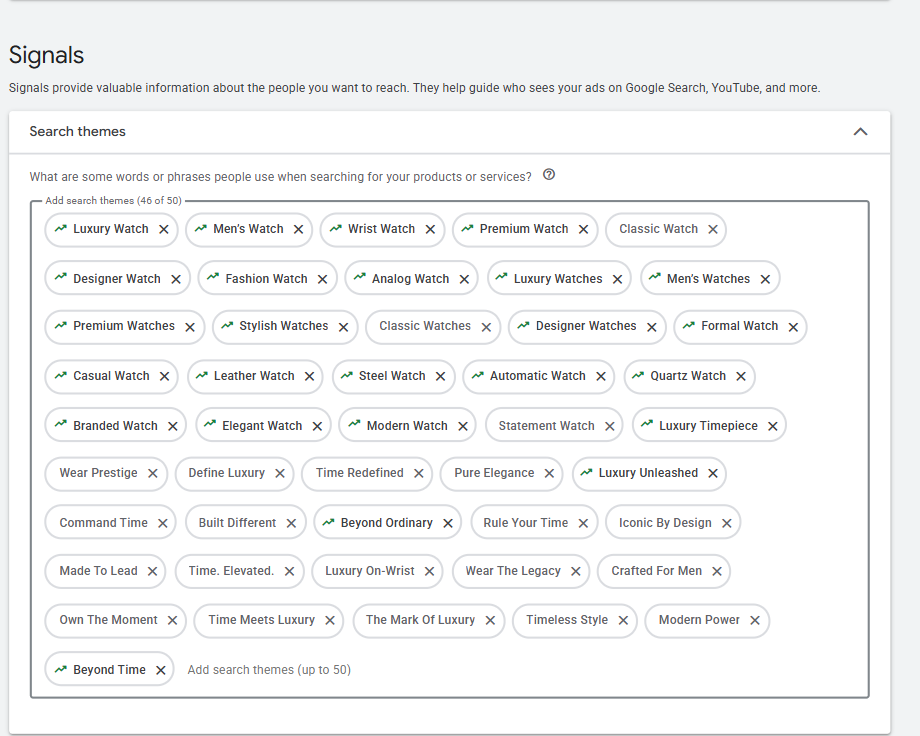 Signals
Signals provide valuable information about the people you want to reach. They help guide who sees your ads on Google Search, YouTube, and more.
Search themes
What are some words or phrases people use when searching for your products or services?
Add search themes (46 of 50)
Luxury Watch Men's Watch Wrist Watch Premium Watch Classic Watch
Designer Watch Fashion Watch Analog Watch Luxury Watches Men's Watches
Premium Watches Stylish Watches Classic Watches Designer Watches Formal Watch
Casual Watch Leather Watch Steel Watch Automatic Watch Quartz Watch
Branded Watch Elegant Watch Modern Watch Statement Watch Luxury Timepiece
Wear Prestige Define Luxury Time Redefined Pure Elegance Luxury Unleashed
Command Time Built Different Beyond Ordinary Rule Your Time Iconic By Design
Made To Lead Time. Elevated. Luxury On-Wrist Wear The Legacy Crafted For Men
Own The Moment Time Meets Luxury The Mark Of Luxury Timeless Style Modern Power
Beyond Time Add search themes (up to 50)